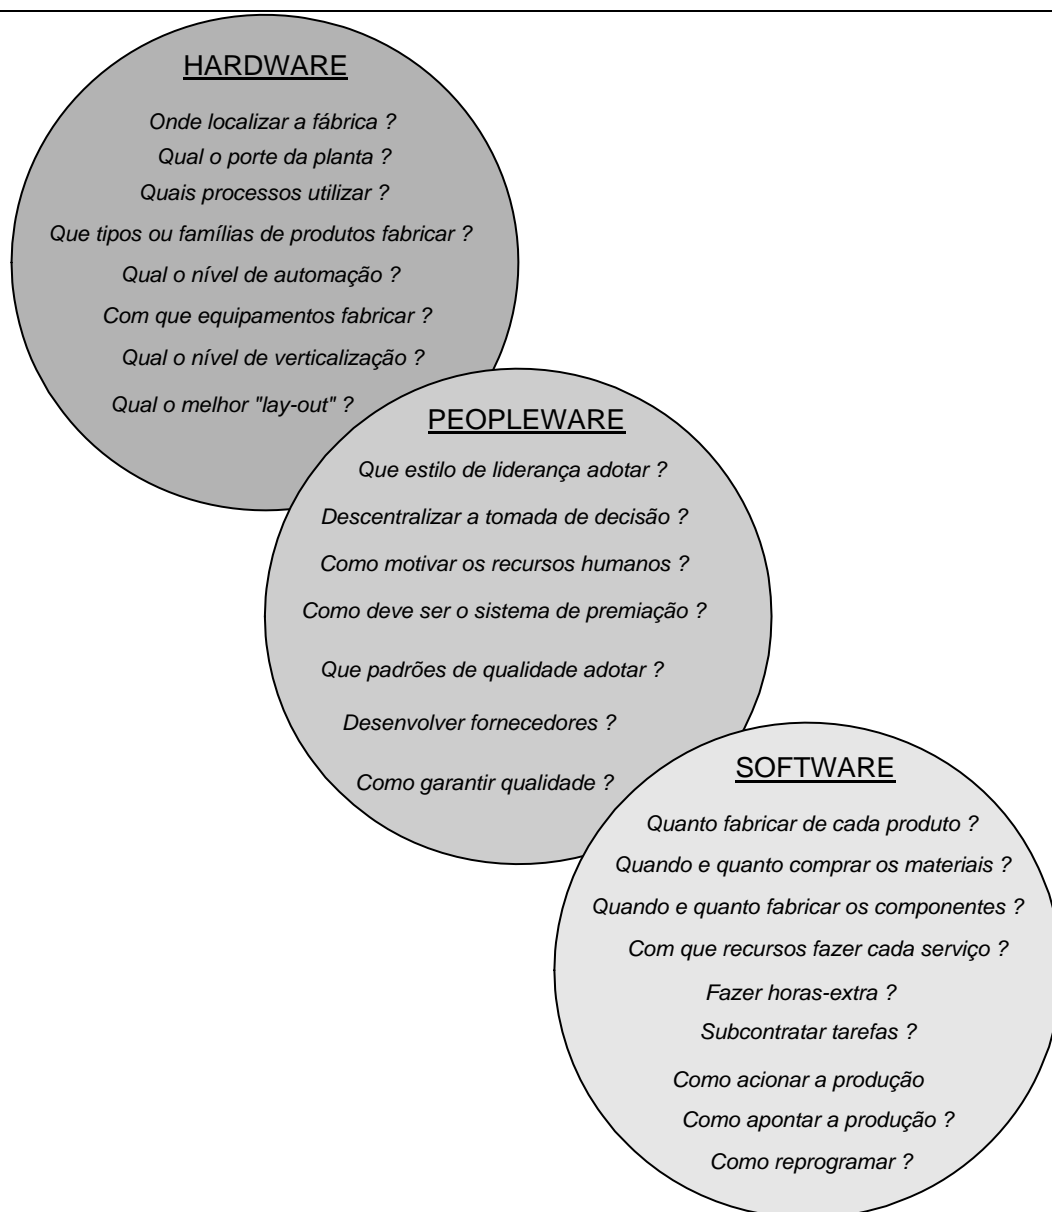 HARDWARE
Onde localizar a fábrica ?
Qual o porte da planta ?
Quais processos utilizar ?
Que tipos ou famílias de produtos fabricar ?
Qual o nível de automação ?
Com que equipamentos fabricar ?
Qual o nível de verticalização ?
Qual o melhor "lay-out" ?
PEOPLEWARE
Que estilo de liderança adotar ?
Descentralizar a tomada de decisão ?
Como motivar os recursos humanos ?
Como deve ser o sistema de premiação ?
Que padrões de qualidade adotar ?
Desenvolver fornecedores ?
Como garantir qualidade ?
SOFTWARE
Quanto fabricar de cada produto ?
Quando e quanto comprar os materiais ?
Quando e quanto fabricar os componentes ?
Com que recursos fazer cada serviço ?
Fazer horas-extra ?
Subcontratar tarefas ?
Como acionar a produção
Como apontar a produção ?
Como reprogramar ?